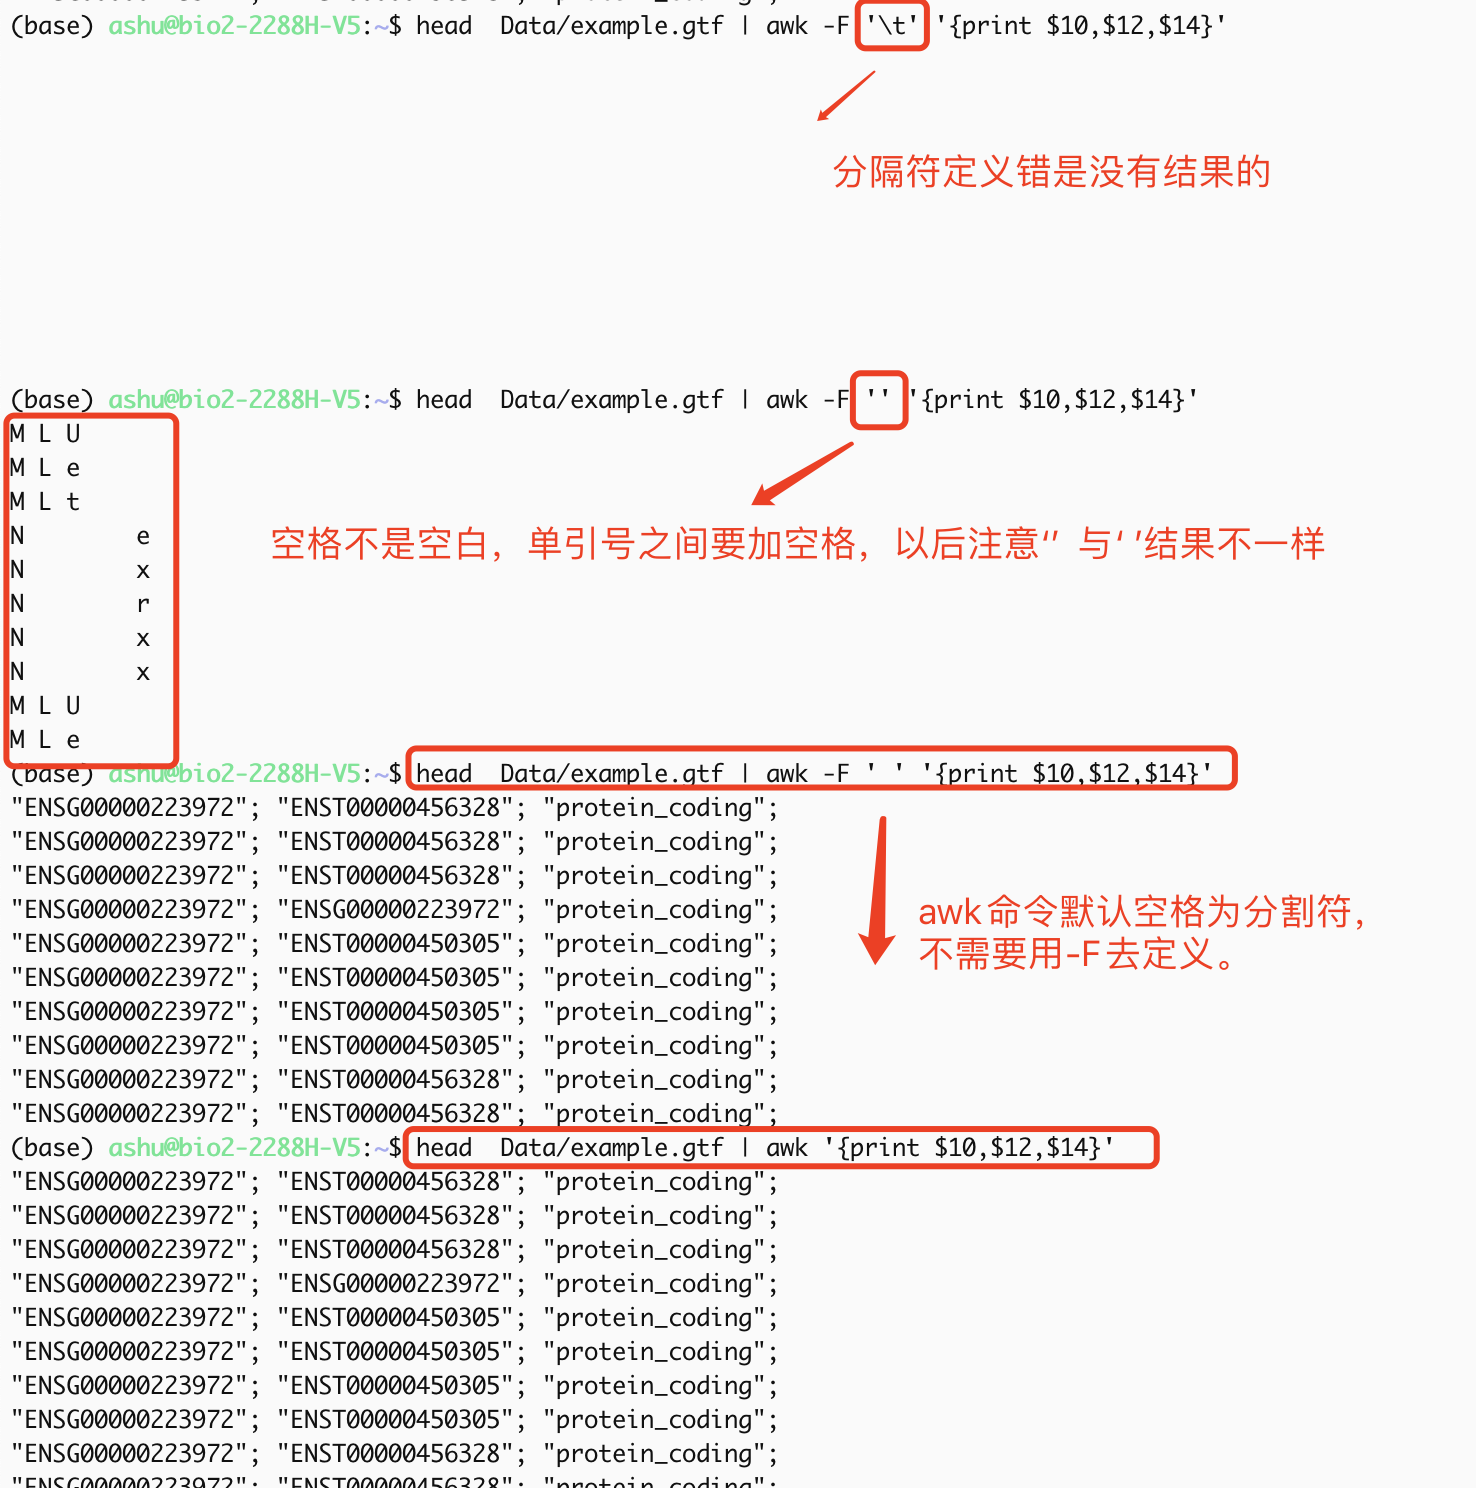 (base) ashu@bio2-2288H-V5:~$ head  Data/example.gtf | awk -F '\t' '{print $10,$12,$14}'
分隔符定义错是没有结果的
(base) ashu@bio2-2288H-V5:~$ head  Data/example.gtf | awk -F '' '{print $10,$12,$14}'
M L U
M L e
M L t
N        e
空格不是空白，单引号之间要加空格，以后注意‘’ 与‘ ’结果不一样
N        x
N        r
N        x
N        x
M L U
M L e
(base) ashu@bio2-2288H-V5:~$ head  Data/example.gtf | awk -F ' ' '{print $10,$12,$14}'
"ENSG00000223972"; "ENST00000456328"; "protein_coding";
"ENSG00000223972"; "ENST00000456328"; "protein_coding";
"ENSG00000223972"; "ENST00000456328"; "protein_coding";
"ENSG00000223972"; "ENSG00000223972"; "protein_coding";
awk命令默认空格为分割符，
不需要用-F去定义。
"ENSG00000223972"; "ENST00000450305"; "protein_coding";
"ENSG00000223972"; "ENST00000450305"; "protein_coding";
"ENSG00000223972"; "ENST00000450305"; "protein_coding";
"ENSG00000223972"; "ENST00000450305"; "protein_coding";
"ENSG00000223972"; "ENST00000456328"; "protein_coding";
"ENSG00000223972"; "ENST00000456328"; "protein_coding";
(base) ashu@bio2-2288H-V5:~$ head  Data/example.gtf | awk '{print $10,$12,$14}'
"ENSG00000223972"; "ENST00000456328"; "protein_coding";
"ENSG00000223972"; "ENST00000456328"; "protein_coding";
"ENSG00000223972"; "ENST00000456328"; "protein_coding";
"ENSG00000223972"; "ENSG00000223972"; "protein_coding";
"ENSG00000223972"; "ENST00000450305"; "protein_coding";
"ENSG00000223972"; "ENST00000450305"; "protein_coding";
"ENSG00000223972"; "ENST00000450305"; "protein_coding";
"ENSG00000223972"; "ENST00000450305"; "protein_coding";
"ENSG00000223972"; "ENST00000456328"; "protein_coding";
"ENSG00000223972"; "ENST00000456328"; "protein_coding";